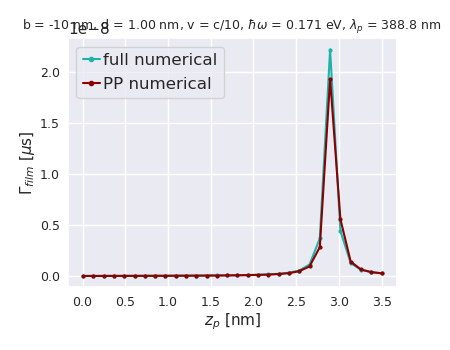 b = -10 nm, d = 1.00 nm, v = c/10, ℏω = 0.171 eV, λp = 388.8 nm
1e−8
full numerical
PP numerical
Γfilm [μs]
2.0
1.5
1.0
0.5
0.0
0.0 0.5 1.0 1.5 2.0 2.5 3.0 3.5
zp [nm]